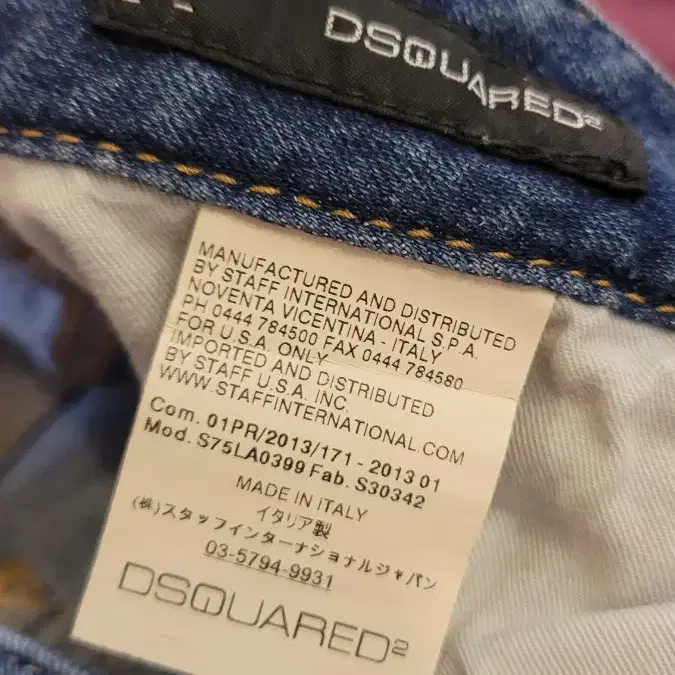 DSQUARED²
MANUFACTURED AND DISTRIBUTED
BY STAFF INTERNATIONAL S.P.A.
NOVENTA VICENTINA - ITALY
PH 0444 784500 FAX 0444 784580
FOR U.S.A. ONLY
IMPORTED AND DISTRIBUTED
BY STAFF U.S.A. INC.
WWW.STAFFINTERNATIONAL.COM
Com. 01PR/2013/171 - 2013 01
Mod. S75LA0399 Fab. S30342
MADE IN ITALY
イタリア製
(株)スタッフインターナショナルジャパン
03-5794-9931
DSQUARED²